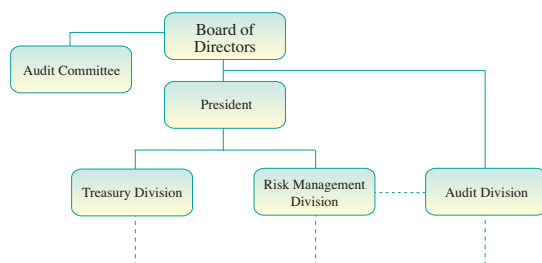 Board of
Directors
Audit Committee
President
Treasury Division
Risk Management
Division
Audit Division